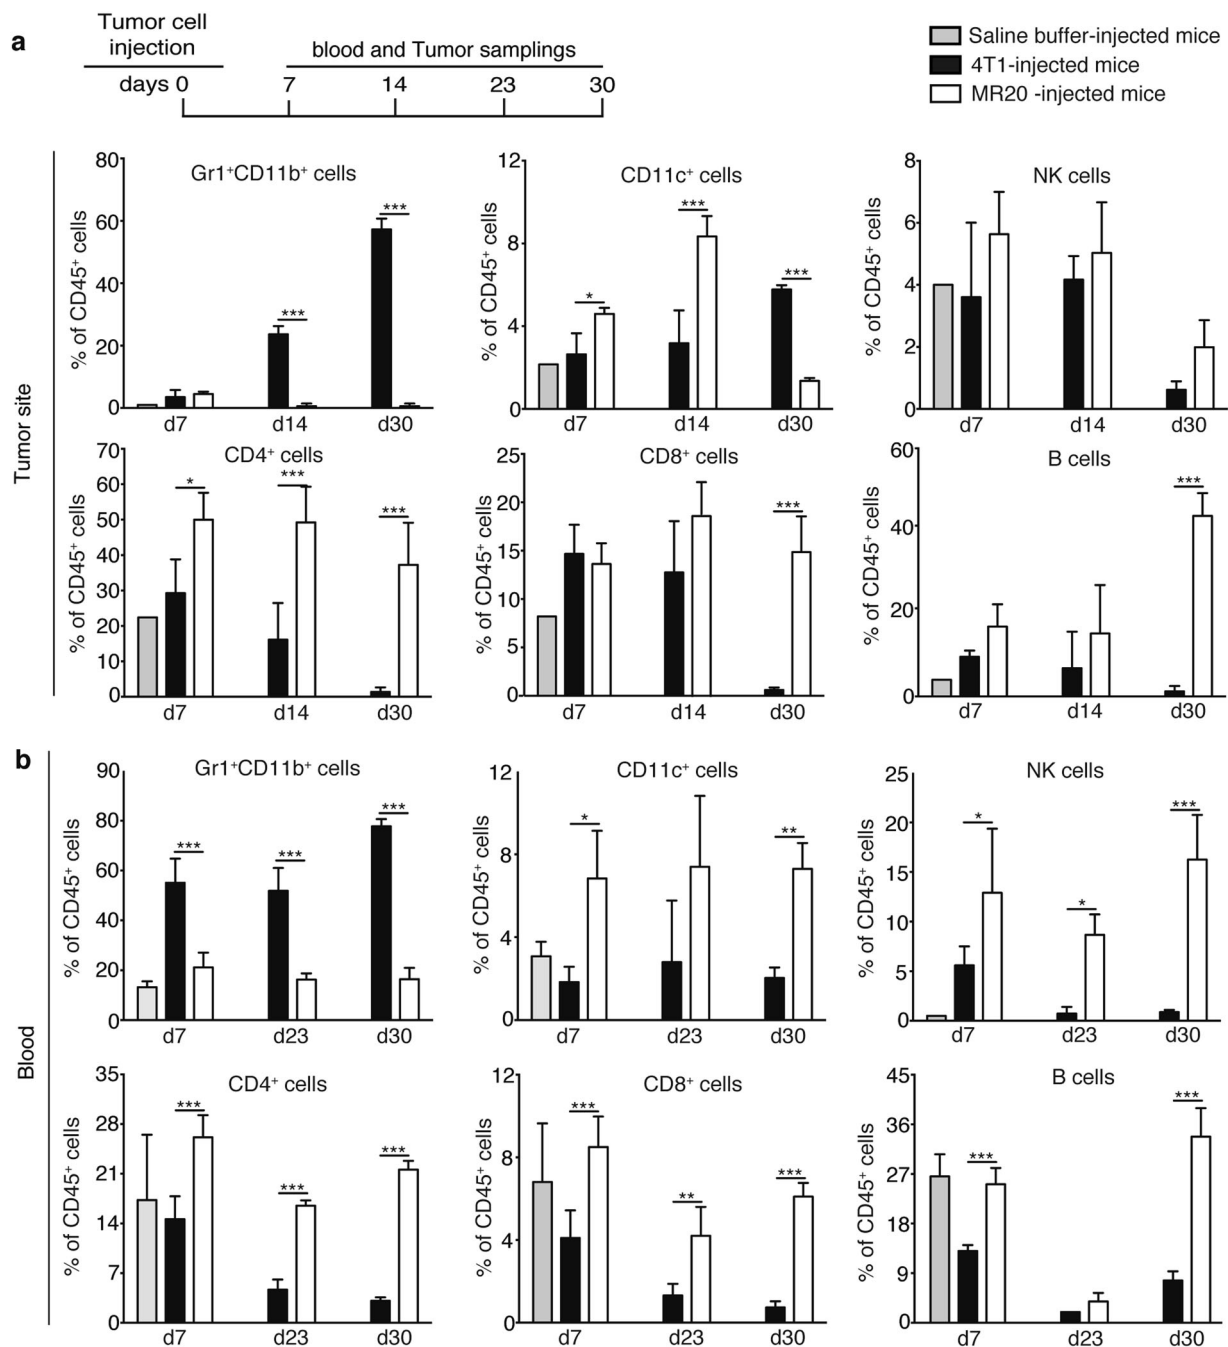 a
Tumor cell
injection
blood and Tumor samplings
days 0 7 14 23 30
Saline buffer-injected mice
4T1-injected mice
MR20 -injected mice
Tumor site
Gr1⁺CD11b⁺ cells
% of CD45⁺ cells
80
60
40
20
0
***
***
d7 d14 d30
CD11c⁺ cells
% of CD45⁺ cells
12
8
4
0
*
***
***
d7 d14 d30
NK cells
% of CD45⁺ cells
8
6
4
2
0
d7 d14 d30
CD4⁺ cells
% of CD45⁺ cells
70
60
50
40
30
20
10
0
*
***
***
d7 d14 d30
CD8⁺ cells
% of CD45⁺ cells
25
20
15
10
5
0
***
d7 d14 d30
B cells
% of CD45⁺ cells
60
40
20
0
***
d7 d14 d30
b
Blood
Gr1⁺CD11b⁺ cells
% of CD45⁺ cells
90
80
60
40
20
0
***
***
***
d7 d23 d30
CD11c⁺ cells
% of CD45⁺ cells
12
8
4
0
*
**
d7 d23 d30
NK cells
% of CD45⁺ cells
25
20
15
10
5
0
*
*
***
d7 d23 d30
CD4⁺ cells
% of CD45⁺ cells
35
28
21
14
7
0
***
***
***
d7 d23 d30
CD8⁺ cells
% of CD45⁺ cells
12
8
4
0
***
**
***
d7 d23 d30
B cells
% of CD45⁺ cells
45
36
27
18
9
0
***
***
d7 d23 d30